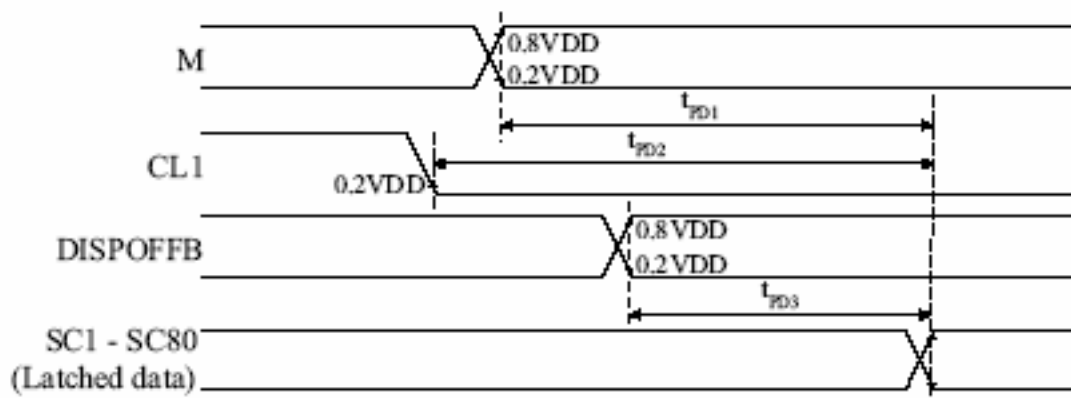 M
0.8VDD
0.2VDD
tPD1
tPD2
CL1
0.2VDD
DISPOFFB
0.8VDD
0.2VDD
tPD3
SC1 - SC80
(Latched data)